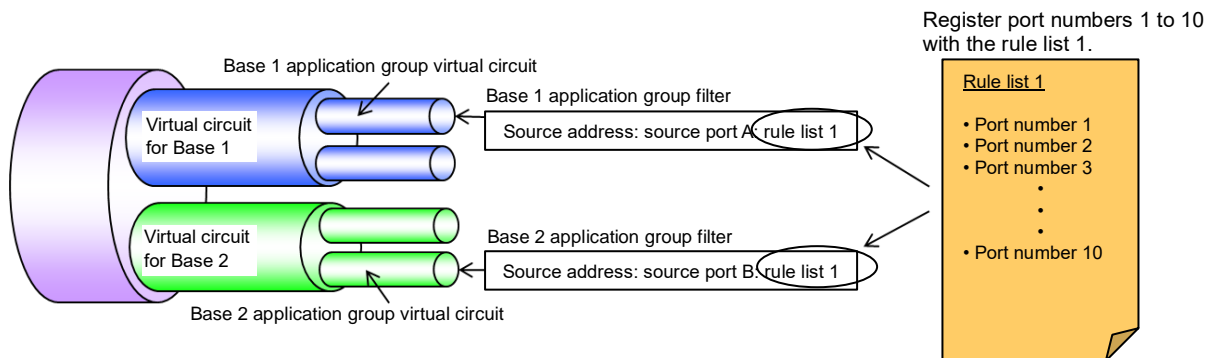 Register port numbers 1 to 10
with the rule list 1.
Base 1 application group virtual circuit
Base 1 application group filter
Virtual circuit
for Base 1
Source address: source port A: rule list 1
Rule list 1
• Port number 1
• Port number 2
• Port number 3
•
•
•
• Port number 10
Virtual circuit
for Base 2
Base 2 application group filter
Source address: source port B: rule list 1
Base 2 application group virtual circuit